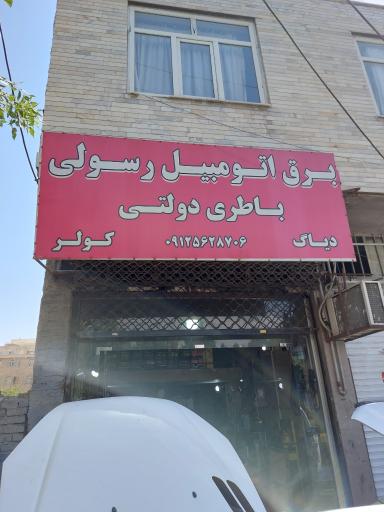 برق اتومبیل رسولی
باطری دولتی
دیاگ ۰۹۱۲۵۶۲۸۷۰۶ کولر